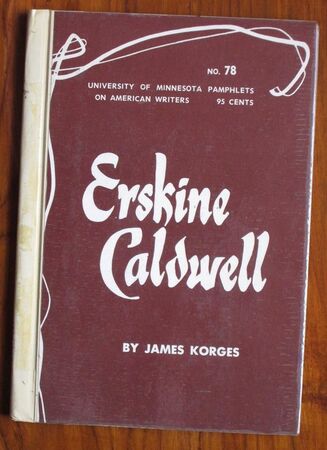 NO. 78
UNIVERSITY OF MINNESOTA PAMPHLETS
ON AMERICAN WRITERS 95 CENTS
Erskine
Caldwell
BY JAMES KORGES